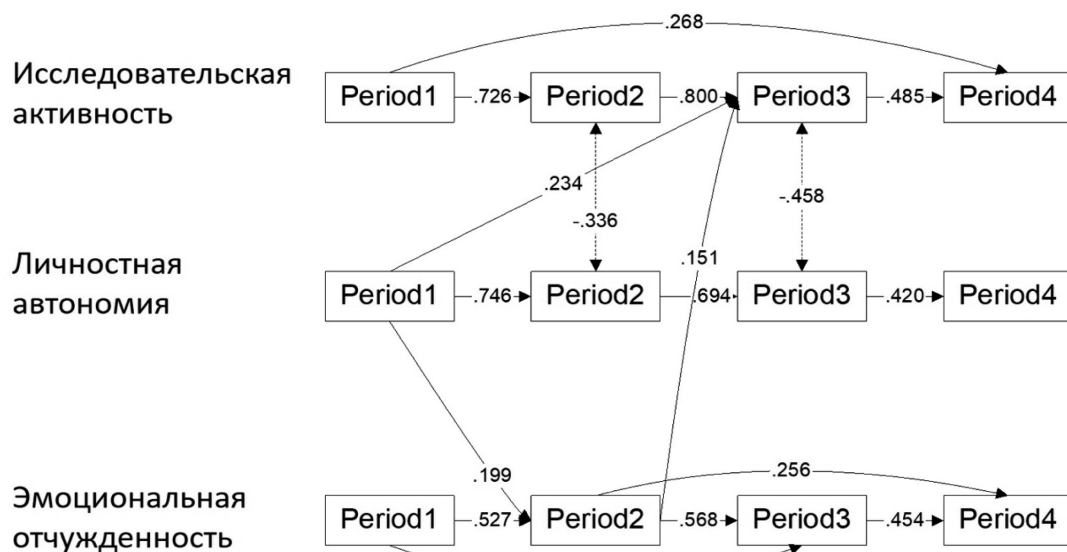 .268
Исследовательская
активность
Period1 .726 Period2 .800 Period3 .485 Period4
.234
-.336
-.458
.151
Личностная
автономия
Period1 .746 Period2 .694 Period3 .420 Period4
.199
.256
Эмоциональная
отчужденность
Period1 .527 Period2 .568 Period3 .454 Period4